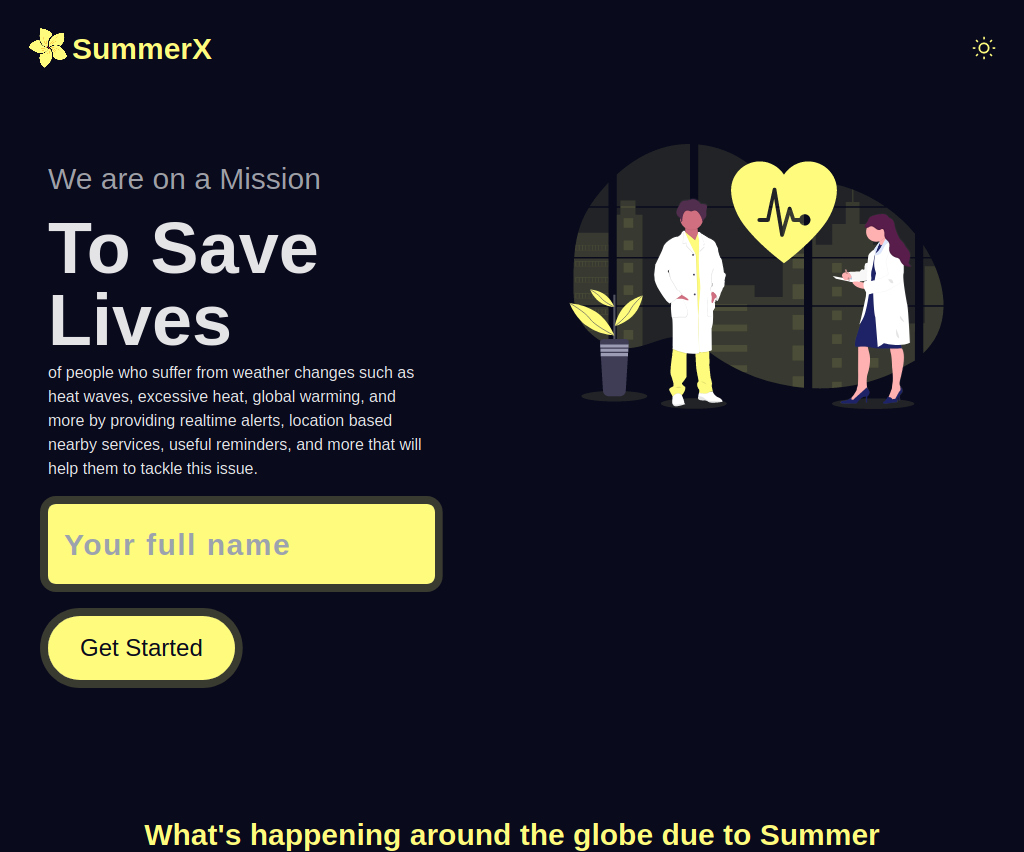 SummerX
We are on a Mission
To Save
Lives
of people who suffer from weather changes such as
heat waves, excessive heat, global warming, and
more by providing realtime alerts, location based
nearby services, useful reminders, and more that will
help them to tackle this issue.
Your full name
Get Started
What's happening around the globe due to Summer